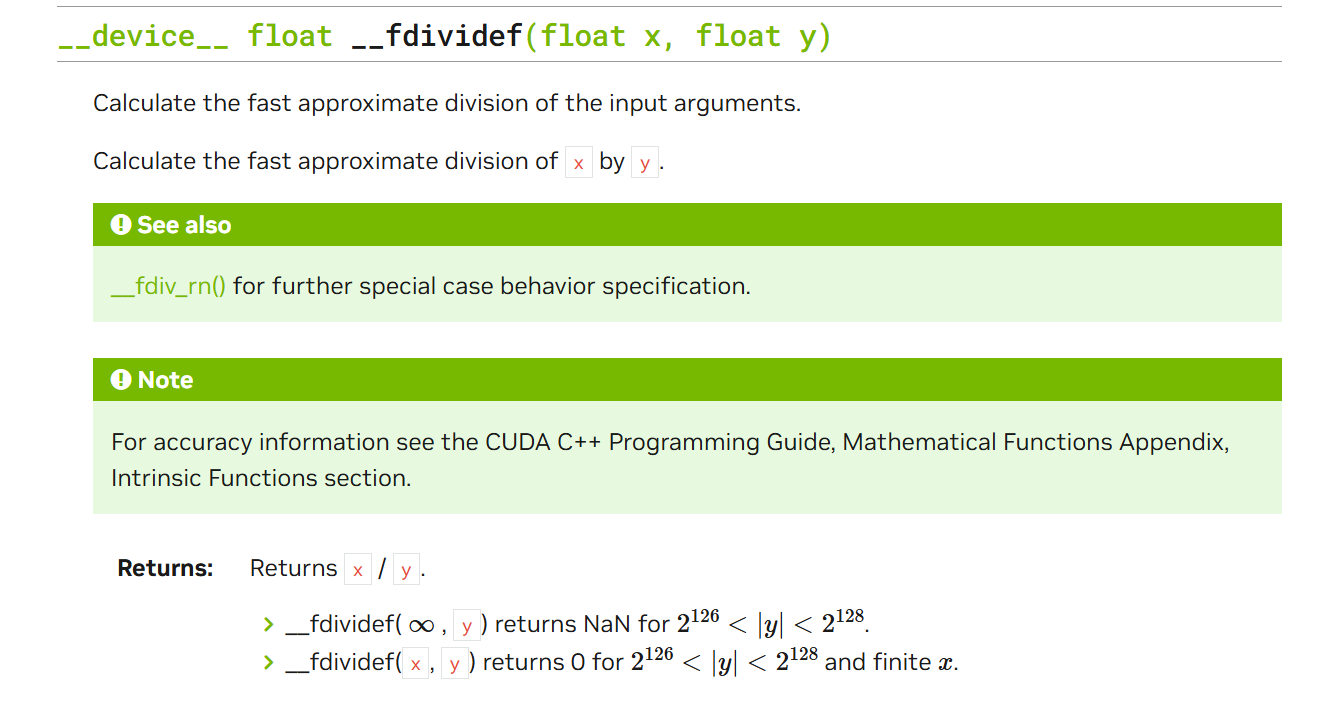 __device__ float __fdividef(float x, float y)
Calculate the fast approximate division of the input arguments.
Calculate the fast approximate division of x by y.
See also
__fdiv_rn() for further special case behavior specification.
Note
For accuracy information see the CUDA C++ Programming Guide, Mathematical Functions Appendix,
Intrinsic Functions section.
Returns: Returns x / y.
__fdividef( ∞ , y ) returns NaN for 2^126 < |y| < 2^128.
__fdividef( x , y ) returns 0 for 2^126 < |y| < 2^128 and finite x.